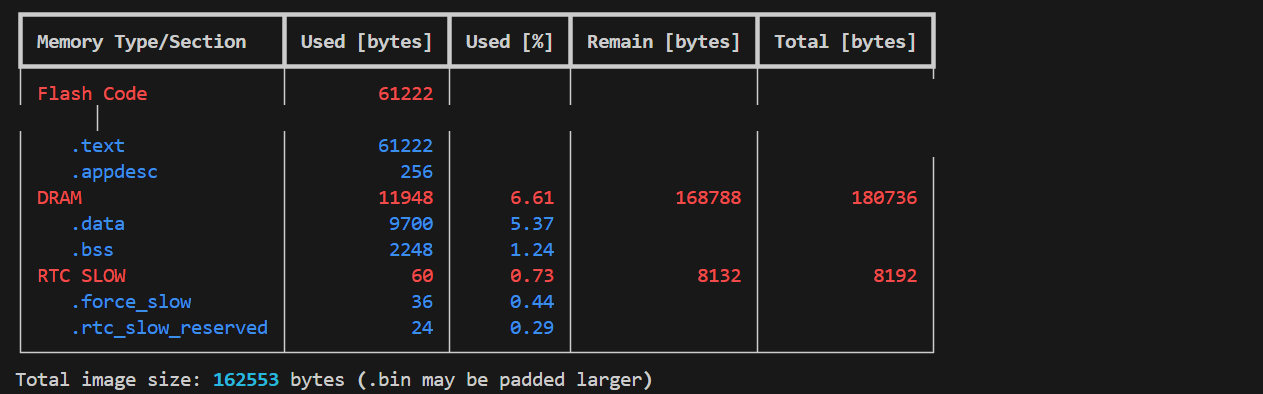 Memory Type/Section Used [bytes] Used [%] Remain [bytes] Total [bytes]
Flash Code 61222
.text 61222
.appdesc 256
DRAM 11948 6.61 168788 180736
.data 9700 5.37
.bss 2248 1.24
RTC SLOW 60 0.73 8132 8192
.force_slow 36 0.44
.rtc_slow_reserved 24 0.29
Total image size: 162553 bytes (.bin may be padded larger)